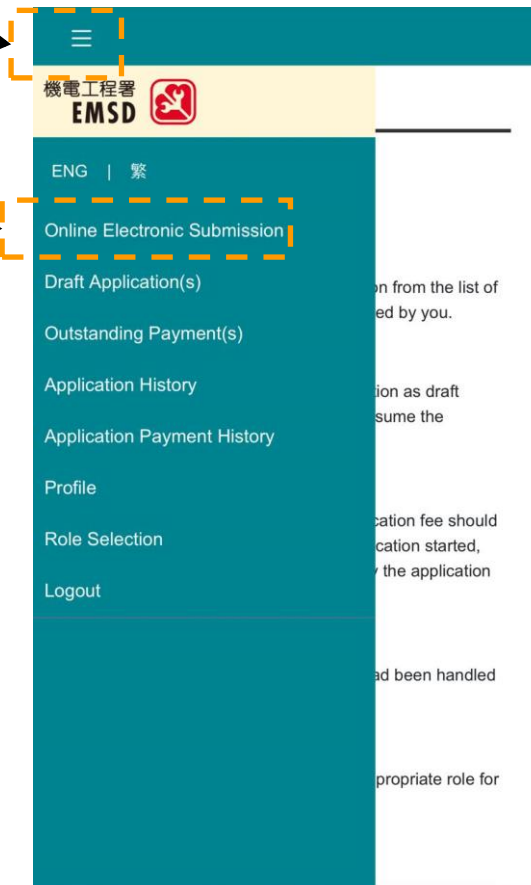 機電工程署
EMSD
ENG | 繁
Online Electronic Submission
Draft Application(s)
Outstanding Payment(s)
Application History
Application Payment History
Profile
Role Selection
Logout
on from the list of
ed by you.
ion as draft
sume the
cation fee should
cation started,
the application
ad been handled
propriate role for